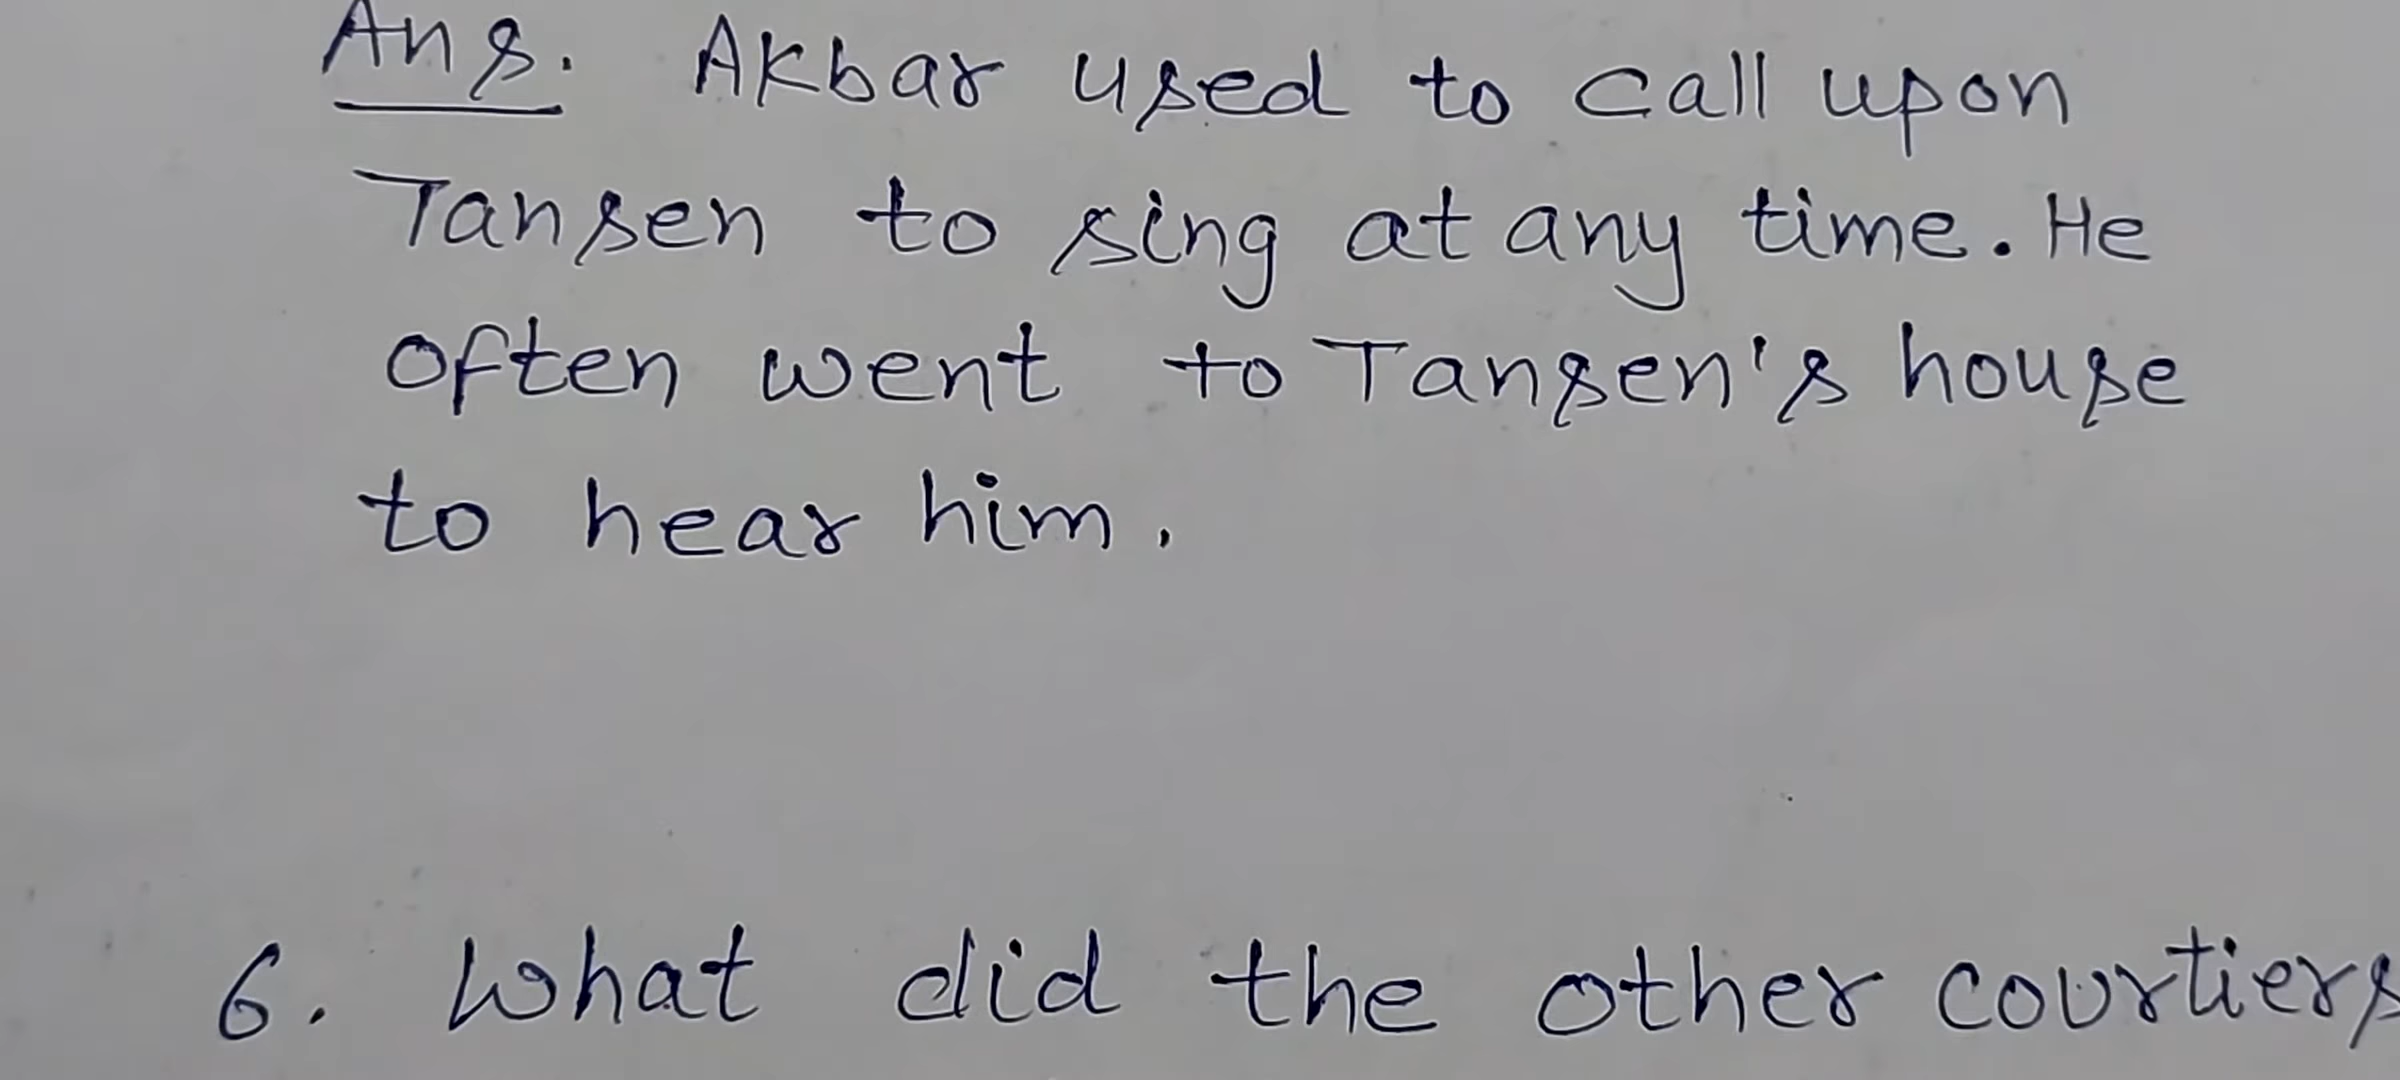 Ans. Akbar used to call upon
Tansen to sing at any time. He
often went to Tansen's house
to hear him.
6. What did the other courtiers